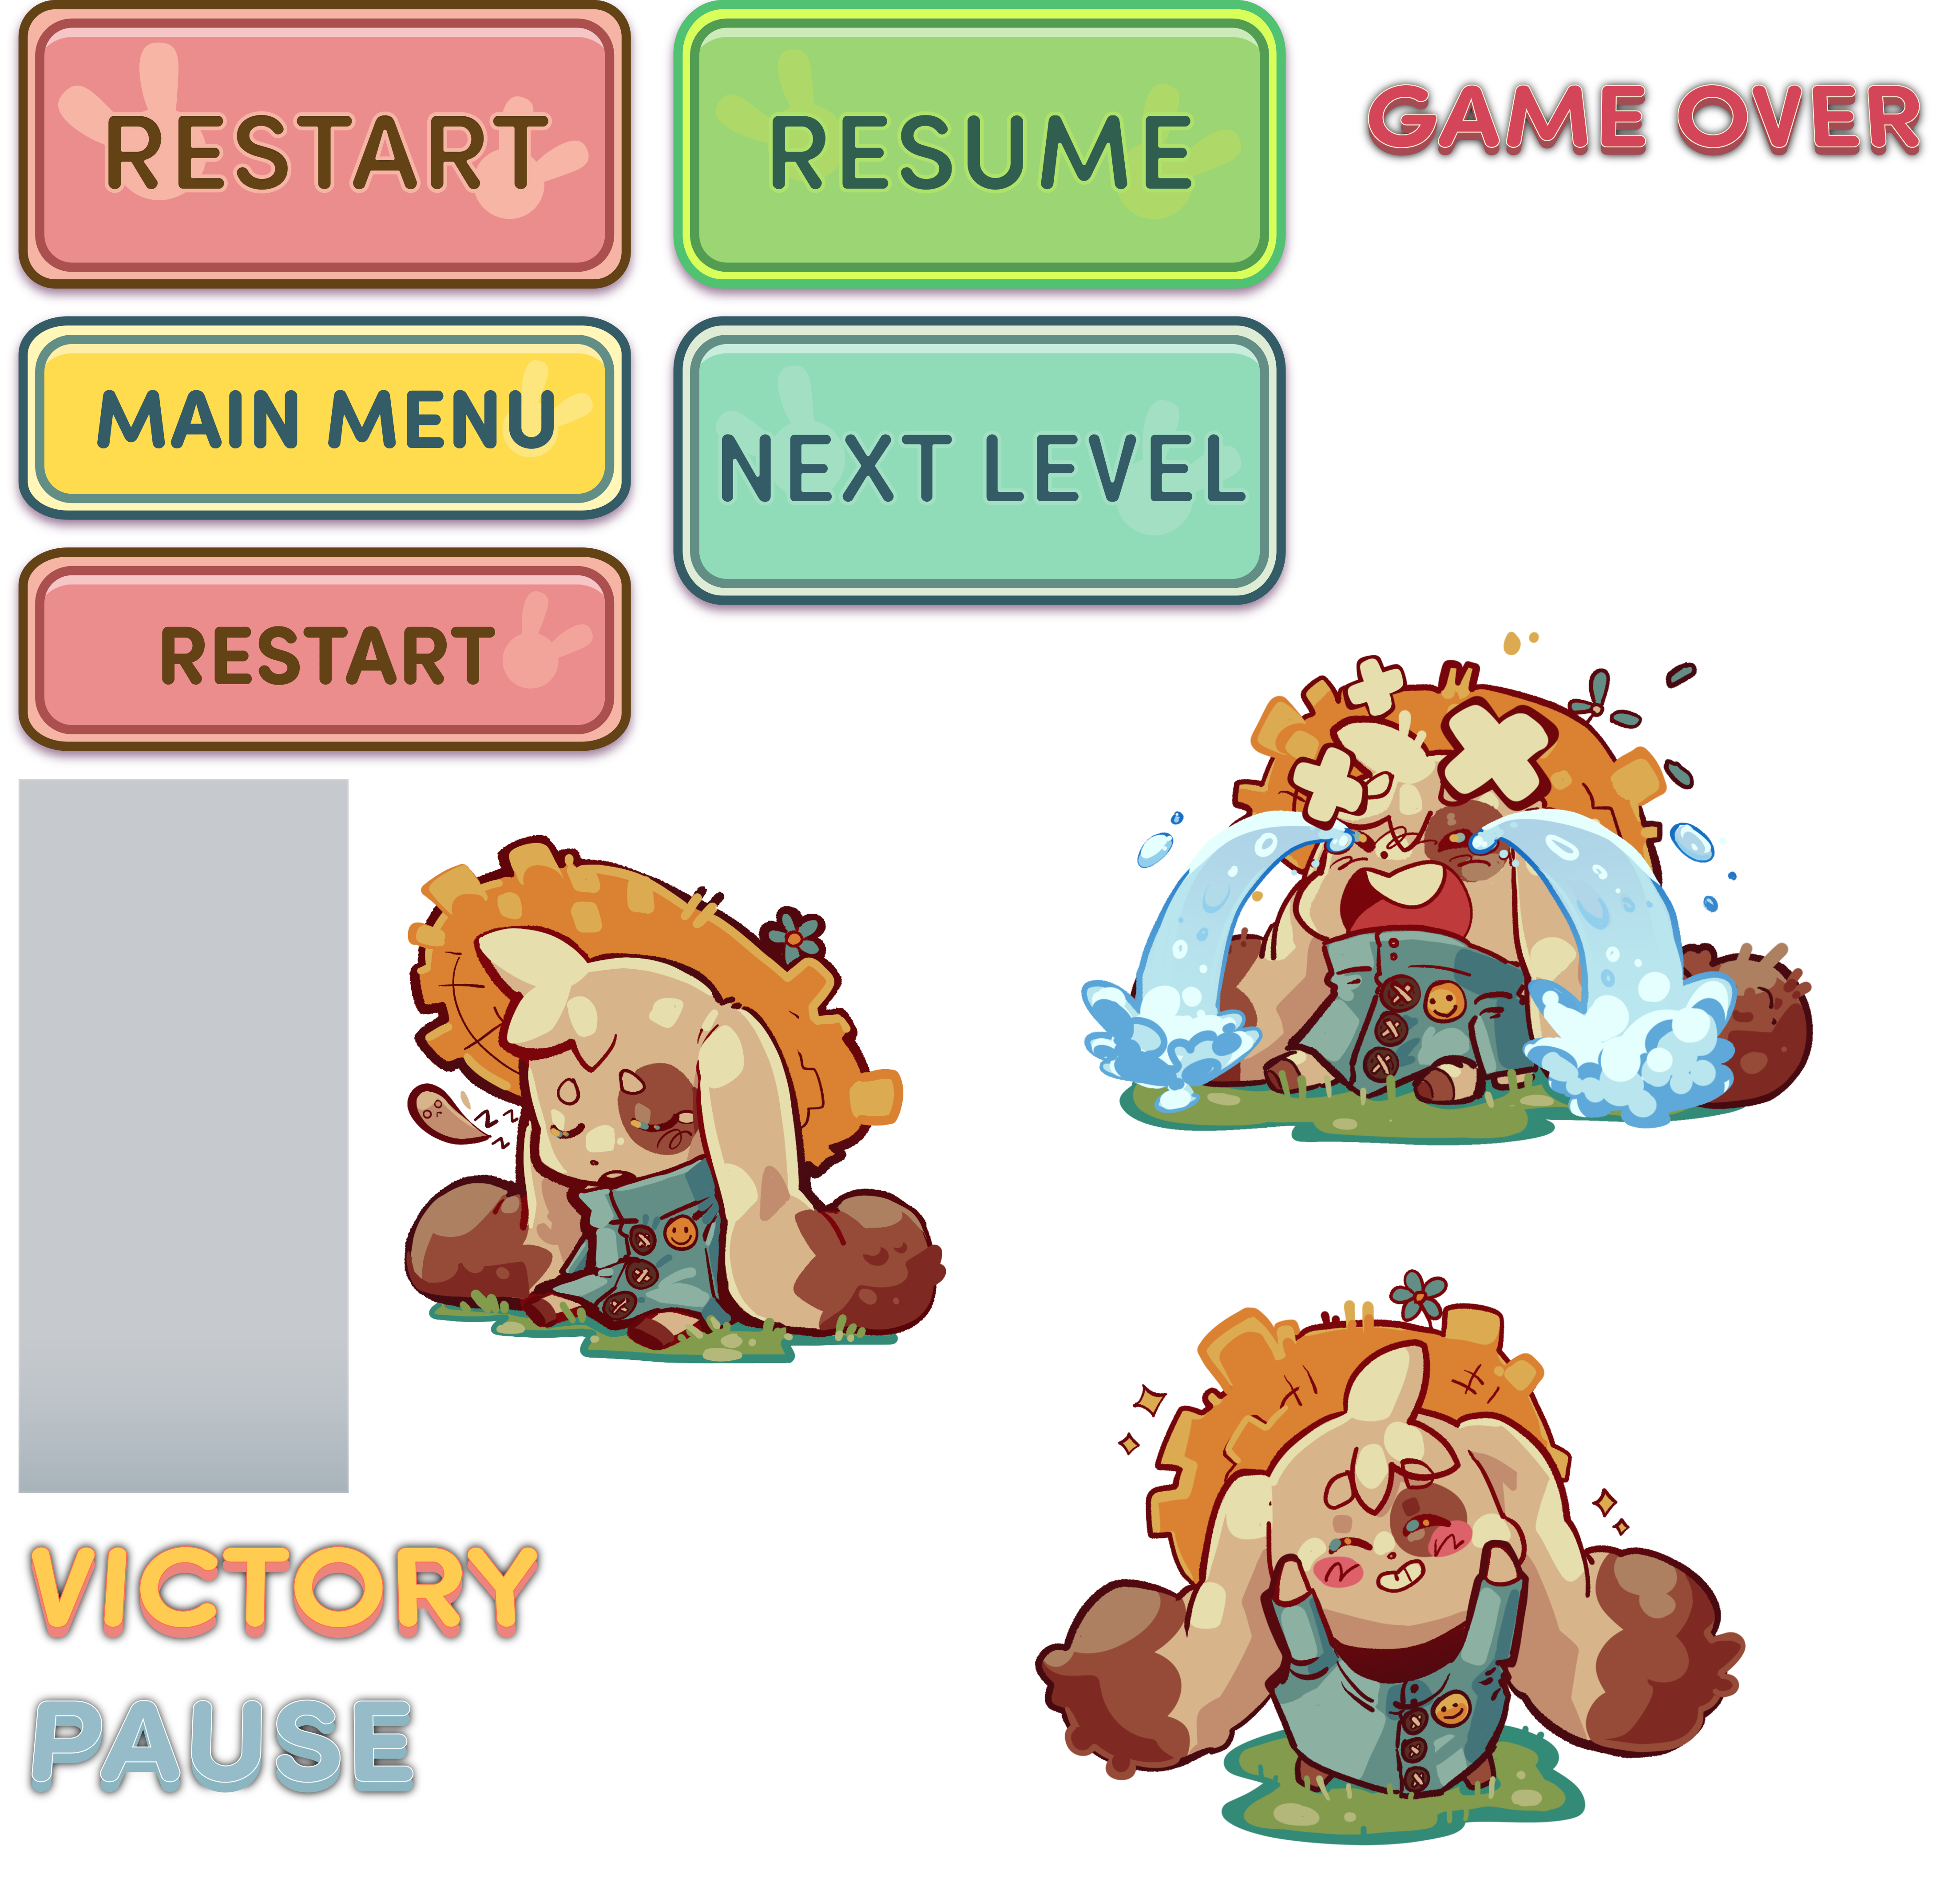 RESTART
RESUME
GAME OVER
MAIN MENU
NEXT LEVEL
RESTART
VICTORY
PAUSE